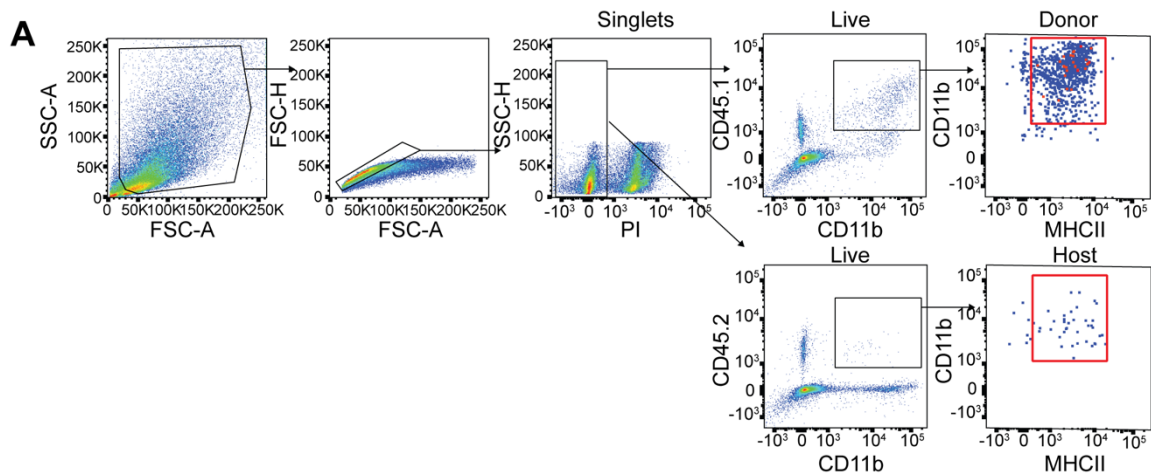 A
Singlets
Live
Donor
SSC-A
250K
200K
150K
100K
50K
0
0
50K100K150K200K250K
FSC-A
FSC-H
250K
200K
150K
100K
50K
0
0
50K100K150K200K250K
FSC-A
SSC-H
250K
200K
150K
100K
50K
0
-10³ 0 10³ 10⁴ 10⁵
PI
CD45.1
10⁵
10⁴
10³
0
-10³
-10³ 0 10³ 10⁴ 10⁵
CD11b
CD11b
10⁵
10⁴
10³
0
-10³
-10³ 0 10³ 10⁴ 10⁵
MHCII
Live
Host
CD45.2
10⁵
10⁴
10³
0
-10³
-10³ 0 10³ 10⁴ 10⁵
CD11b
CD11b
10⁵
10⁴
10³
0
-10³
-10³ 0 10³ 10⁴ 10⁵
MHCII